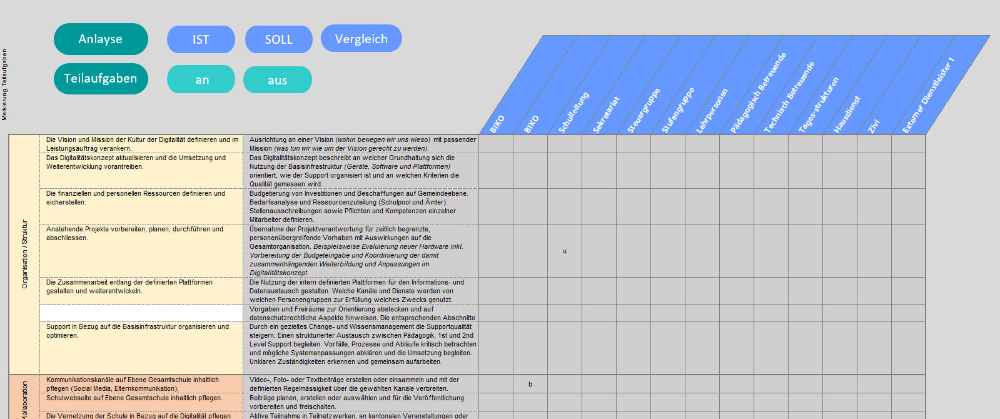 Anlayse
IST
SOLL
Vergleich
Teilaufgaben
an
aus
Markierung Teilaufgaben
BIKO
BIKO
Schulleitung
Sekretariat
Steuergruppe
Stufengruppe
Lehrpersonen
Pädagogisch Betreuende
Technisch Betreuende
Tages-strukturen
Hausdienst
Zivi
Externer Dienstleister 1
Organisation / Struktur
Die Vision und Mission der Kultur der Digitalität definieren und im
Leistungsauftrag verankern.
Ausrichtung an einer Vision (wohin bewegen wir uns wieso) mit passender
Mission (was tun wir wie um der Vision gerecht zu werden).
Das Digitalitätskonzept aktualisieren und die Umsetzung und
Weiterentwicklung vorantreiben.
Das Digitalitätskonzept beschreibt an welcher Grundhaltung sich die
Nutzung der Basisinfrastruktur (Geräte, Software und Plattformen)
orientiert, wie der Support organisiert ist und an welchen Kriterien die
Qualität gemessen wird.
Die finanziellen und personellen Ressourcen definieren und
sicherstellen.
Budgetierung von Investitionen und Beschaffungen auf Gemeindeebene.
Bedarfsanalyse und Ressourcenzuteilung (Schulpool und Ämter).
Stellenausschreibungen sowie Pflichten und Kompetenzen einzelner
Mitarbeiter definieren.
Anstehende Projekte vorbereiten, planen, durchführen und
abschliessen.
Übernahme der Projektverantwortung für zeitlich begrenzte,
personenübergreifende Vorhaben mit Auswirkungen auf die
Gesamtorganisation. Beispielsweise Evaluierung neuer Hardware inkl.
Vorbereitung der Budgeteingabe und Koordinierung der damit
zusammenhängenden Weiterbildung und Anpassungen im
Digitalitätskonzept.
u
Die Zusammenarbeit entlang der definierten Plattformen
gestalten und weiterentwickeln.
Die Nutzung der intern definierten Plattformen für den Informations- und
Datenaustausch gestalten. Welche Kanäle und Dienste werden von
welchen Personengruppen zur Erfüllung welches Zwecks genutzt.
Vorgaben und Freiräume zur Orientierung abstecken und auf
datenschutzrechtliche Aspekte hinweisen. Die entsprechenden Abschnitte
Support in Bezug auf die Basisinfrastruktur organisieren und
optimieren.
Durch ein gezieltes Change- und Wissensmanagement die Supportqualität
steigern. Einen strukturierter Austausch zwischen Pädagogik, 1st und 2nd
Level Support begleiten. Vorfälle, Prozesse und Abläufe kritisch betrachten
und mögliche Systemanpassungen abklären und die Umsetzung begleiten.
Unklaren Zuständigkeiten erkennen und gemeinsam aufarbeiten.
Kollaboration
Kommunikationskanäle auf Ebene Gesamtschule inhaltlich
pflegen (Social Media, Elternkommunikation).
Video-, Foto- oder Textbeiträge erstellen oder einsammeln und mit der
definierten Regelmässigkeit über die gewählten Kanäle verbreiten.
b
Schulwebseite auf Ebene Gesamtschule inhaltlich pflegen.
Beiträge planen, erstellen oder auswählen und für die Veröffentlichung
vorbereiten und freischalten.
Die Vernetzung der Schule in Bezug auf die Digitalität pflegen
Aktive Teilnahme in Teilnetzwerken, an kantonalen Veranstaltungen oder